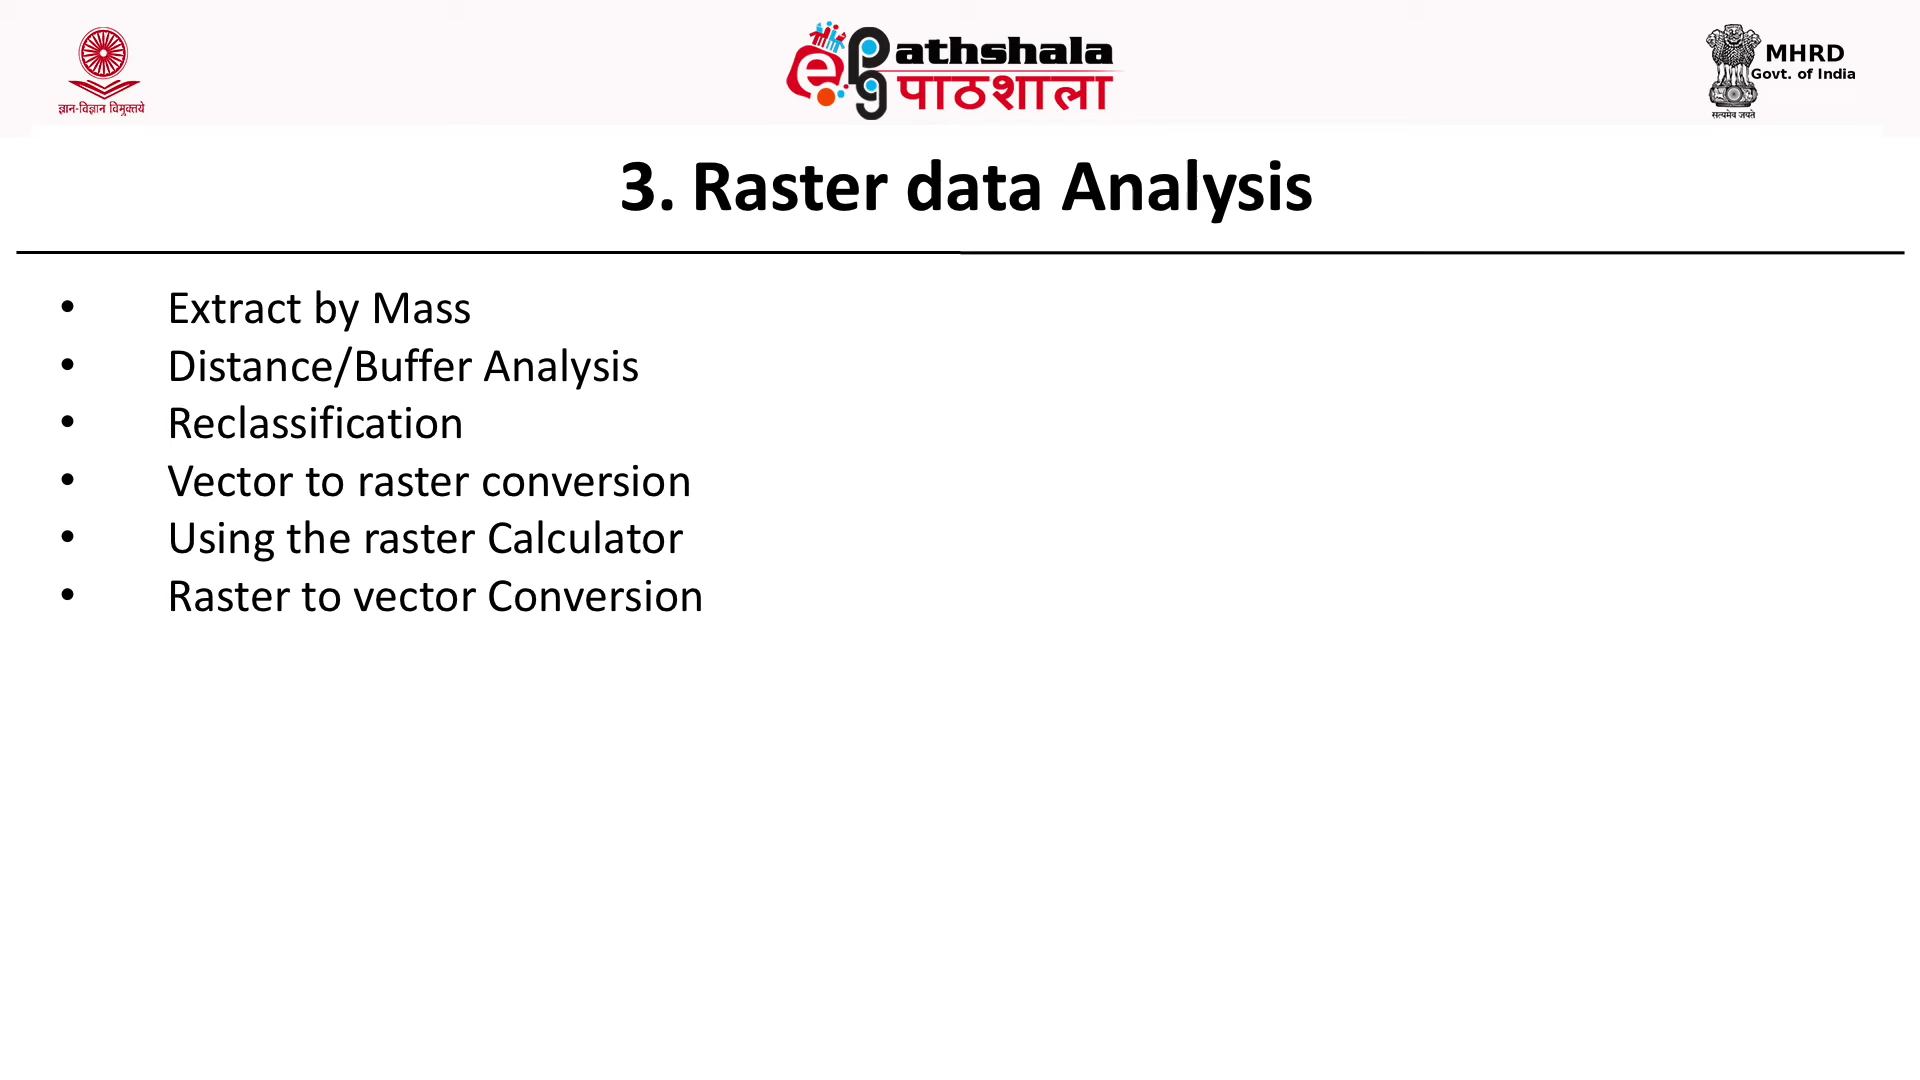 ज्ञान-विज्ञान विमुक्तये
e pg athshala
पाठशाला
MHRD
Govt. of India
सत्यमेव जयते
3. Raster data Analysis
• Extract by Mass
• Distance/Buffer Analysis
• Reclassification
• Vector to raster conversion
• Using the raster Calculator
• Raster to vector Conversion